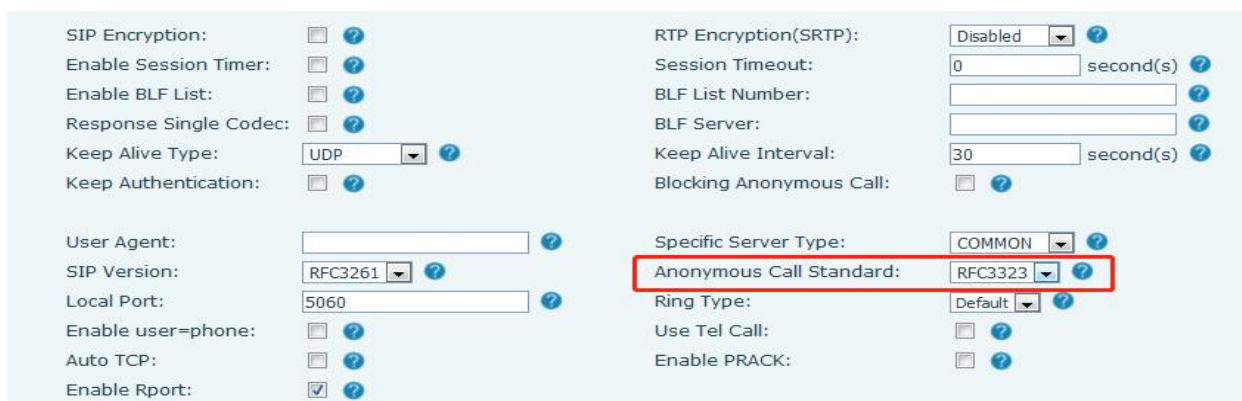 SIP Encryption: ? RTP Encryption(SRTP): Disabled ?
Enable Session Timer: ? Session Timeout: 0 second(s) ?
Enable BLF List: ? BLF List Number: ?
Response Single Codec: ? BLF Server: ?
Keep Alive Type: UDP ? Keep Alive Interval: 30 second(s) ?
Keep Authentication: ? Blocking Anonymous Call: ?
User Agent: ? Specific Server Type: COMMON ?
SIP Version: RFC3261 ? Anonymous Call Standard: RFC3323 ?
Local Port: 5060 ? Ring Type: Default ?
Enable user=phone: ? Use Tel Call: ?
Auto TCP: ? Enable PRACK: ?
Enable Rport: ?